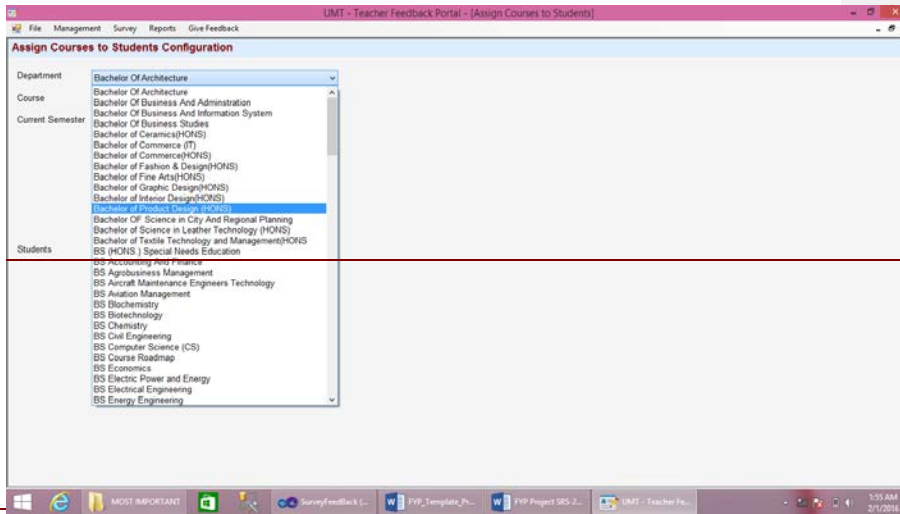 UMT - Teacher Feedback Portal - [Assign Courses to Students]
File Management Survey Reports Give Feedback
Assign Courses to Students Configuration
Department Bachelor Of Architecture
Bachelor Of Architecture
Course
Bachelor Of Business And Adminstration
Bachelor Of Business And Information System
Current Semester
Bachelor Of Business Studies
Bachelor of Ceramics(HONS)
Bachelor of Commerce (IT)
Bachelor of Commerce(HONS)
Bachelor of Fashion & Design(HONS)
Bachelor of Fine Arts(HONS)
Bachelor of Graphic Design(HONS)
Bachelor of Interior Design(HONS)
Bachelor of Product Design (HONS)
Bachelor OF Science in City And Regional Planning
Bachelor of Science in Leather Technology (HONS)
Bachelor of Textile Technology and Management(HONS
Students
BS (HONS.) Special Needs Education
BS Accounting And Finance
BS Agrobusiness Management
BS Aircraft Maintenance Engineers Technology
BS Aviation Management
BS Biochemistry
BS Biotechnology
BS Chemistry
BS Civil Engineering
BS Computer Science (CS)
BS Course Roadmap
BS Economics
BS Electric Power and Energy
BS Electrical Engineering
BS Energy Engineering
MOST IMPORTANT SurveyFeedBack (... FYP_Template_Pr... FYP Project SRS-2... UMT - Teacher Fe... 1:55 AM
2/1/2016